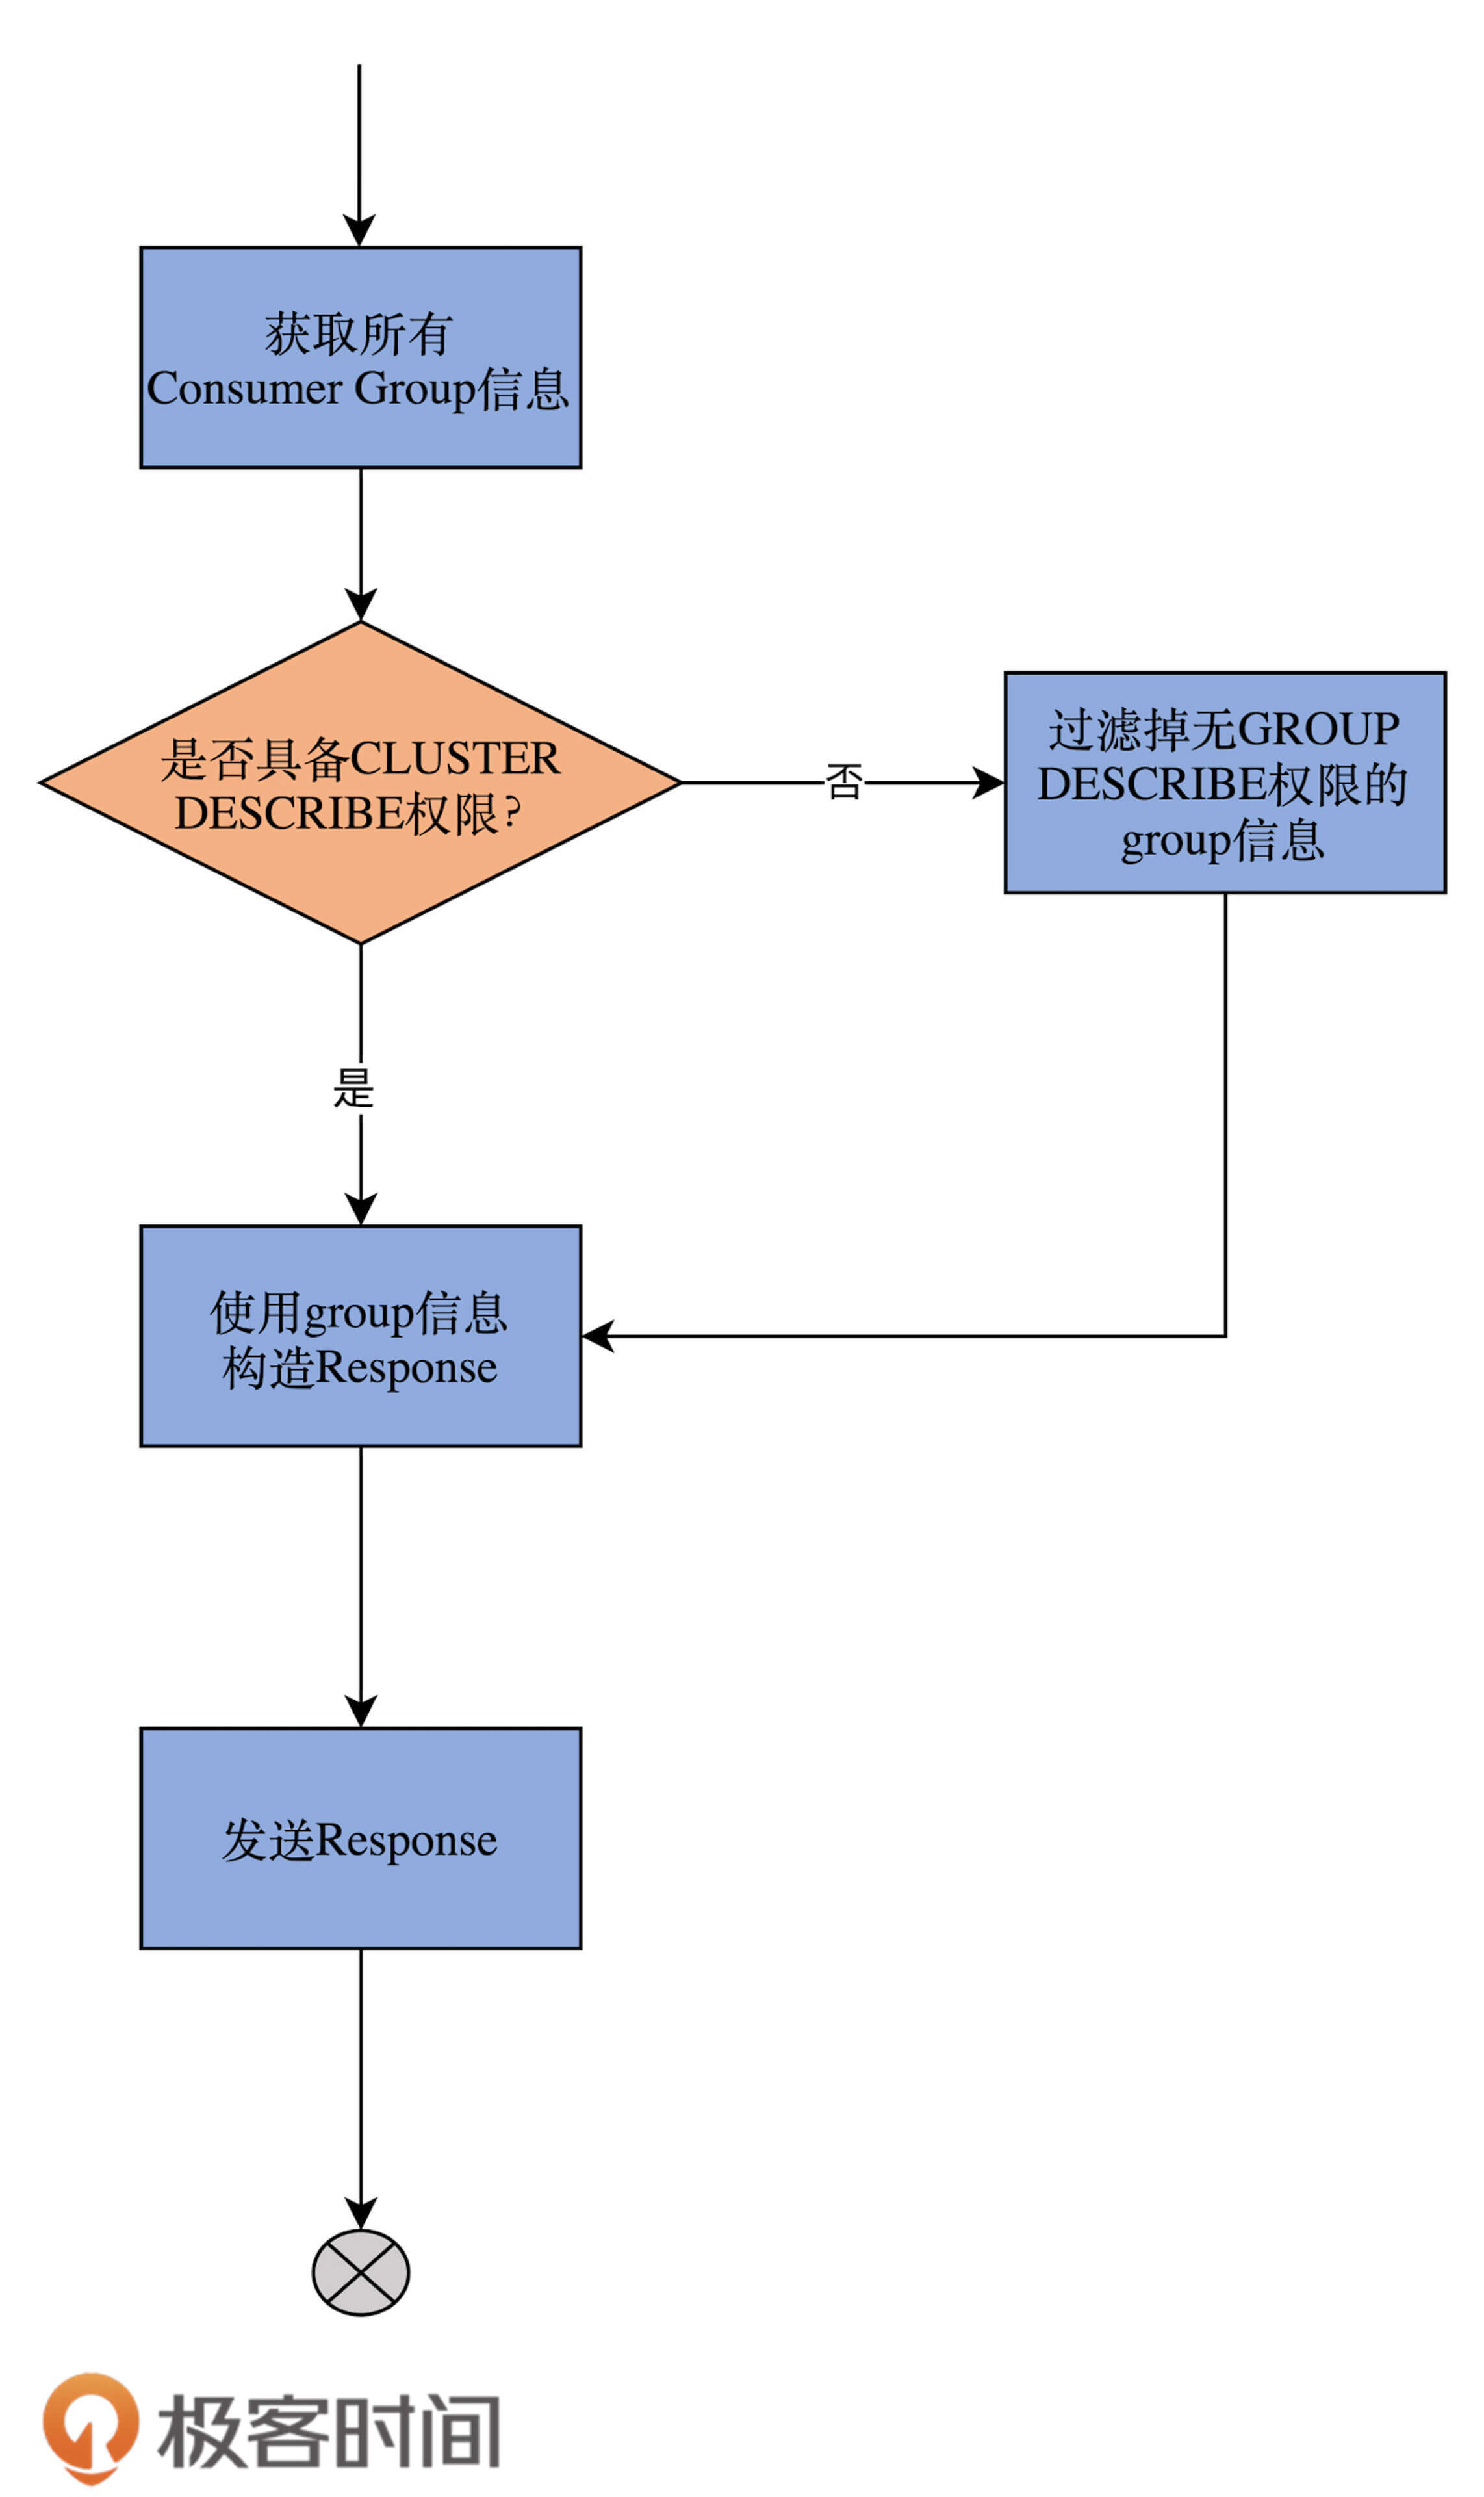 获取所有
Consumer Group信息
是否具备CLUSTER
DESCRIBE权限?
否
过滤掉无GROUP
DESCRIBE权限的
group信息
是
使用group信息
构造Response
发送Response
极客时间